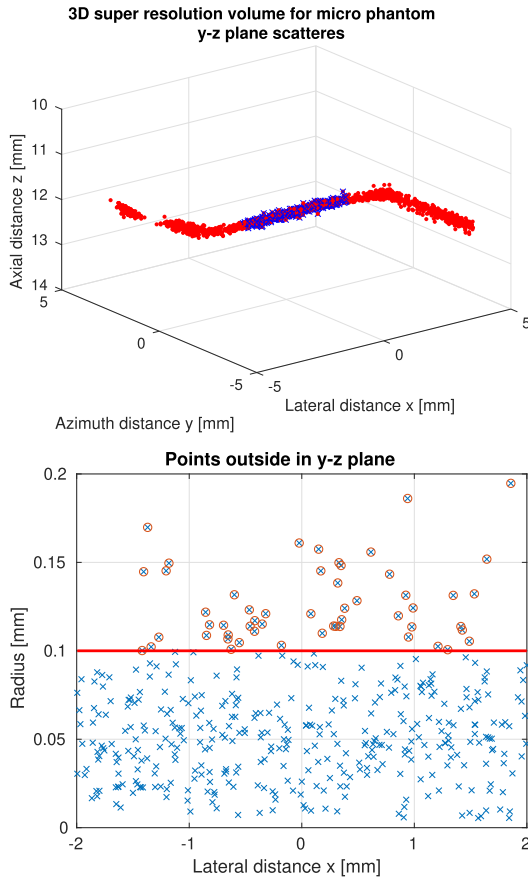 3D super resolution volume for micro phantom
y-z plane scatteres
10
11
12
13
14
Axial distance z [mm]
5
0
-5
Azimuth distance y [mm]
-5
0
5
Lateral distance x [mm]
Points outside in y-z plane
0.2
0.15
0.1
0.05
0
Radius [mm]
-2
-1
0
1
2
Lateral distance x [mm]